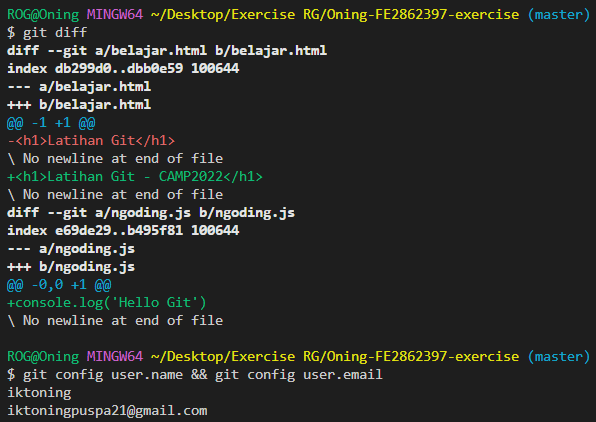 ROG@Oning MINGW64 ~/Desktop/Exercise RG/Oning-FE2862397-exercise (master)
$ git diff
diff --git a/belajar.html b/belajar.html
index db299d0..dbb0e59 100644
--- a/belajar.html
+++ b/belajar.html
@@ -1 +1 @@
-<h1>Latihan Git</h1>
\ No newline at end of file
+<h1>Latihan Git - CAMP2022</h1>
\ No newline at end of file
diff --git a/ngoding.js b/ngoding.js
index e69de29..b495f81 100644
--- a/ngoding.js
+++ b/ngoding.js
@@ -0,0 +1 @@
+console.log('Hello Git')
\ No newline at end of file
ROG@Oning MINGW64 ~/Desktop/Exercise RG/Oning-FE2862397-exercise (master)
$ git config user.name && git config user.email
iktoning
iktoningpuspa21@gmail.com